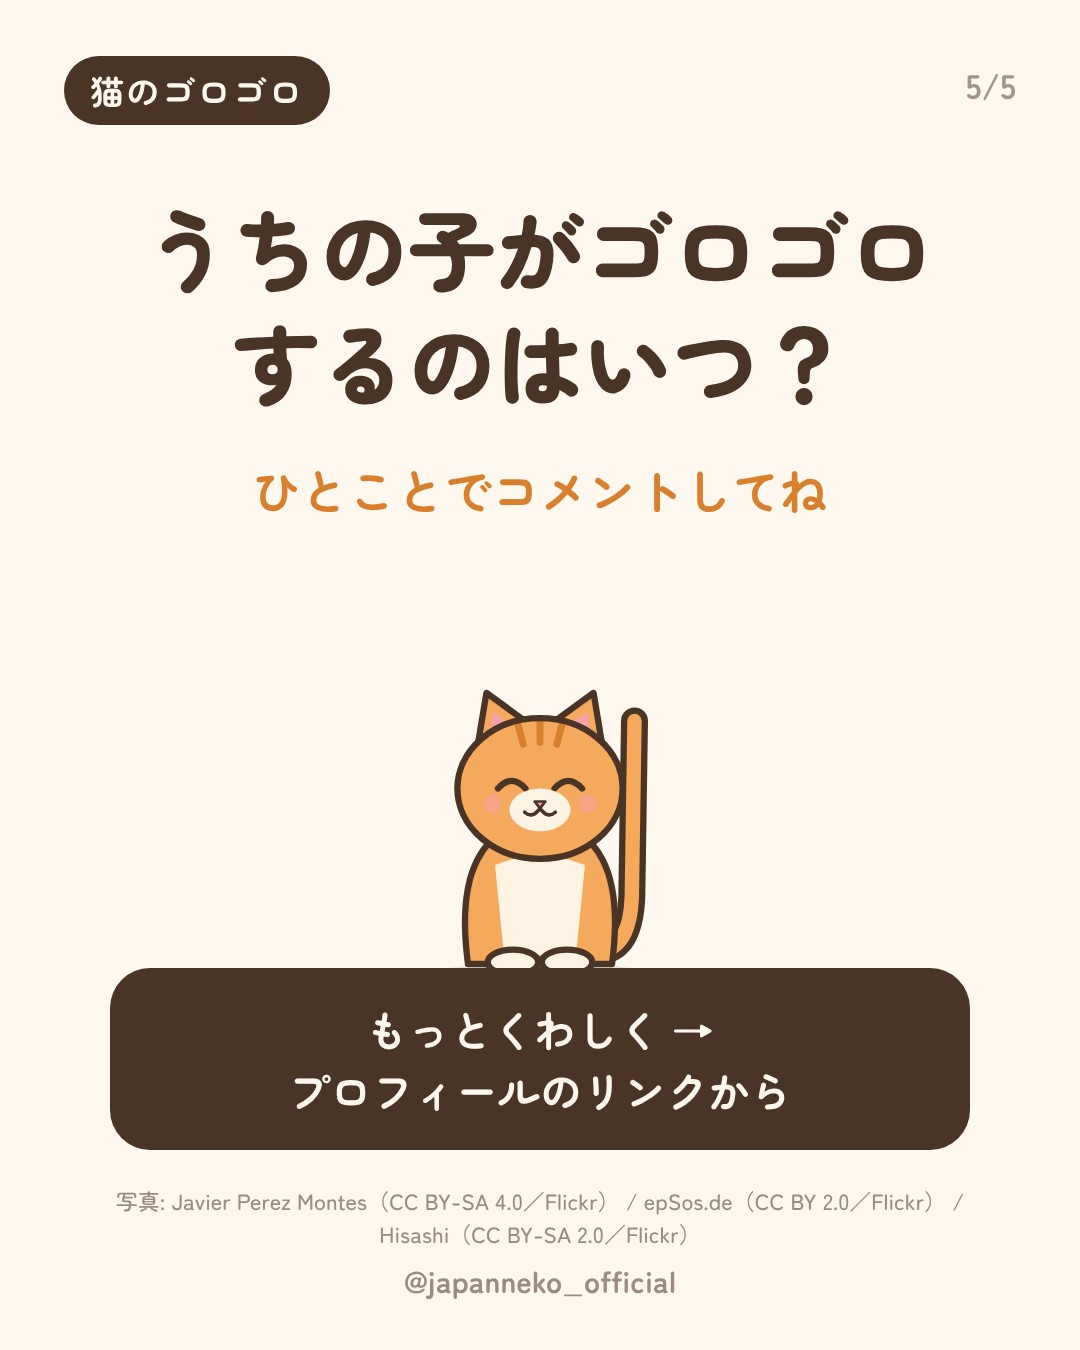 猫のゴロゴロ
5/5
うちの子がゴロゴロ
するのはいつ？
ひとことでコメントしてね
もっとくわしく →
プロフィールのリンクから
写真: Javier Perez Montes（CC BY-SA 4.0／Flickr） / epSos.de（CC BY 2.0／Flickr） /
Hisashi（CC BY-SA 2.0／Flickr）
@japanneko_official